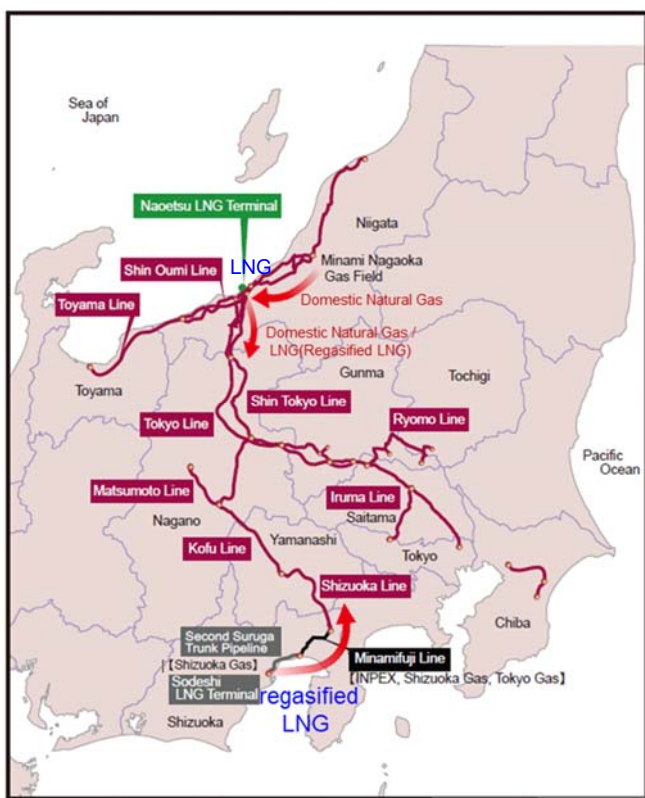 Sea of
Japan
Naoetsu LNG Terminal
Niigata
Shin Oumi Line
LNG
Minami Nagaoka
Gas Field
Toyama Line
Domestic Natural Gas
Domestic Natural Gas /
LNG(Regasified LNG)
Toyama
Gunma
Tochigi
Shin Tokyo Line
Tokyo Line
Ryomo Line
Pacific
Ocean
Matsumoto Line
Iruma Line
Nagano
Saitama
Kofu Line
Yamanashi
Tokyo
Shizuoka Line
Chiba
Second Suruga
Trunk Pipeline
【Shizuoka Gas】
Minamifuji Line
【INPEX, Shizuoka Gas, Tokyo Gas】
Sodeshi
LNG Terminal
regasified
LNG
Shizuoka